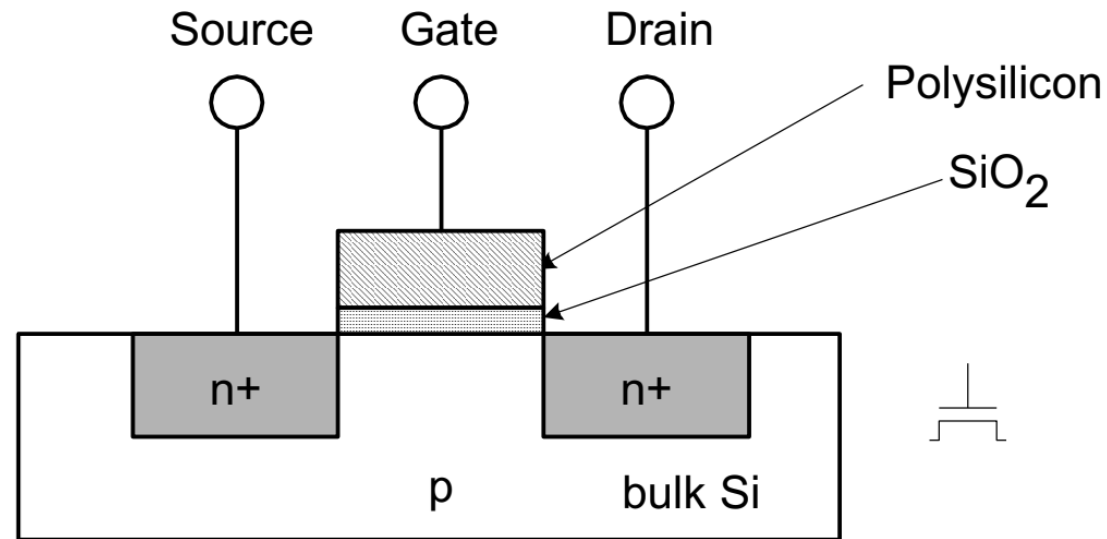 Source Gate Drain
Polysilicon
SiO2
n+ n+
p bulk Si